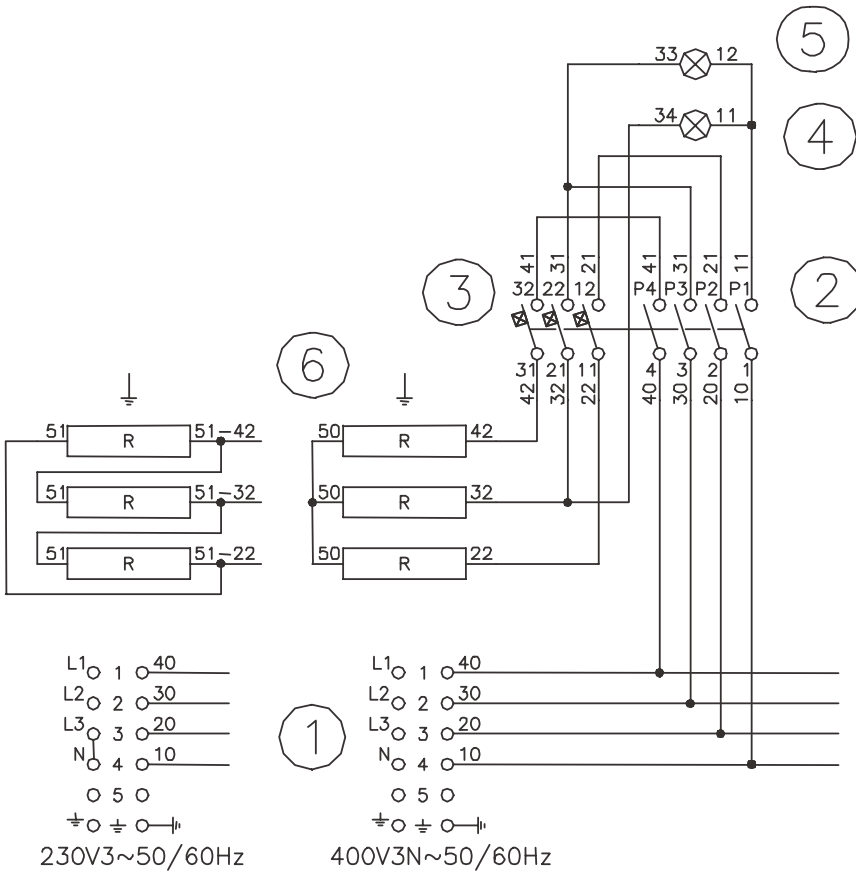 5
33 12
34 11
4
41 31 21 41 31 21 11
3
32 22 12 P4 P3 P2 P1
2
31 21 11 4 3 2 1
42 32 22 40 30 20 10
6
51 R 51-42 50 R 42
51 R 51-32 50 R 32
51 R 51-22 50 R 22
L1 1 40 L1 1 40
L2 2 30 L2 2 30
L3 3 20 L3 3 20
1
N 4 10 N 4 10
5 5
230V3~50/60Hz 400V3N~50/60Hz